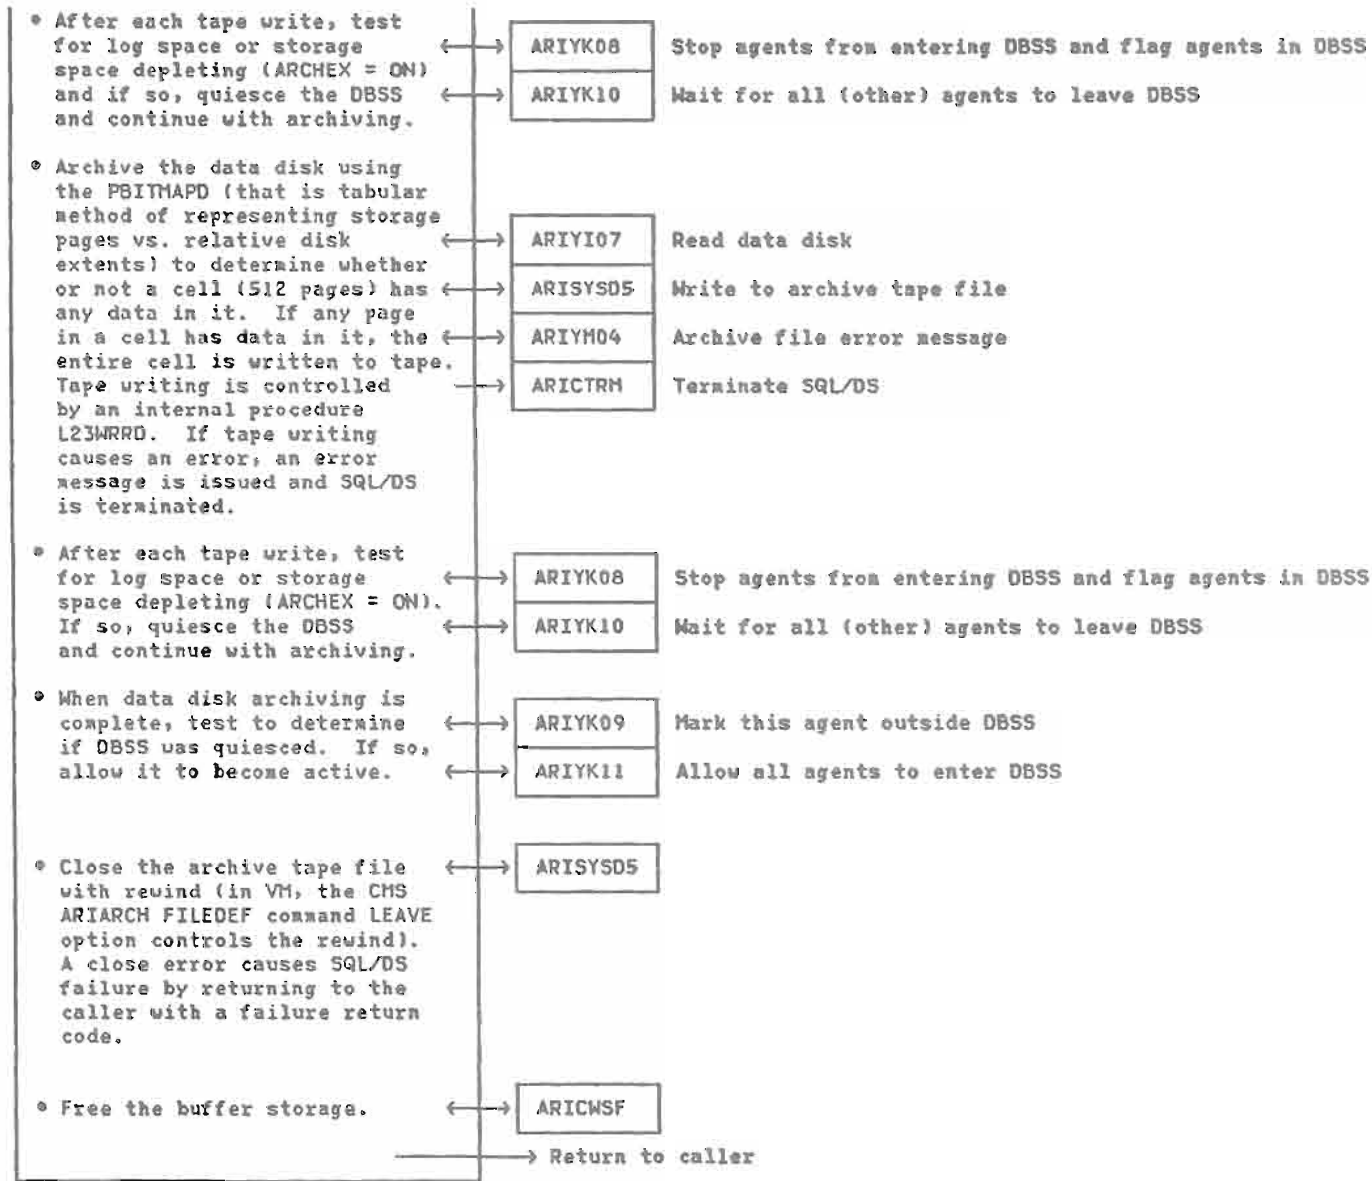 • After each tape write, test
for log space or storage
space depleting (ARCHEX = ON)
and if so, quiesce the DBSS
and continue with archiving.
ARIYK08 Stop agents from entering DBSS and flag agents in DBSS
ARIYK10 Wait for all (other) agents to leave DBSS
• Archive the data disk using
the PBITMAPD (that is tabular
method of representing storage
pages vs. relative disk
extents) to determine whether
or not a cell (512 pages) has
any data in it. If any page
in a cell has data in it, the
entire cell is written to tape.
Tape writing is controlled
by an internal procedure
L23WRRD. If tape writing
causes an error, an error
message is issued and SQL/DS
is terminated.
ARIYI07 Read data disk
ARISYSD5 Write to archive tape file
ARIYM04 Archive file error message
ARICTRM Terminate SQL/DS
• After each tape write, test
for log space or storage
space depleting (ARCHEX = ON).
If so, quiesce the DBSS
and continue with archiving.
ARIYK08 Stop agents from entering DBSS and flag agents in DBSS
ARIYK10 Wait for all (other) agents to leave DBSS
• When data disk archiving is
complete, test to determine
if DBSS was quiesced. If so,
allow it to become active.
ARIYK09 Mark this agent outside DBSS
ARIYK11 Allow all agents to enter DBSS
• Close the archive tape file
with rewind (in VM, the CMS
ARIARCH FILEDEF command LEAVE
option controls the rewind).
A close error causes SQL/DS
failure by returning to the
caller with a failure return
code.
ARISYSD5
• Free the buffer storage.
ARICWSF
Return to caller